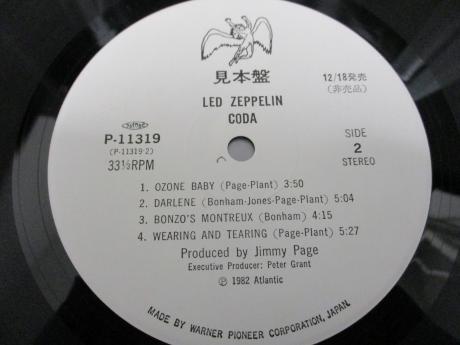 見本盤
12/18発売
(非売品)
LED ZEPPELIN
CODA
P-11319
(P-11319-2)
33⅓RPM
SIDE
2
STEREO
1. OZONE BABY (Page-Plant) 3:50
2. DARLENE (Bonham-Jones-Page-Plant) 5:04
3. BONZO'S MONTREUX (Bonham) 4:15
4. WEARING AND TEARING (Page-Plant) 5:27
Produced by Jimmy Page
Executive Producer: Peter Grant
Ⓟ 1982 Atlantic
MADE BY WARNER PIONEER CORPORATION, JAPAN.